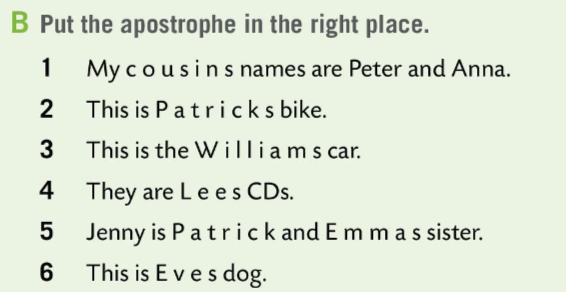 B Put the apostrophe in the right place.
1 My c o u s i n s names are Peter and Anna.
2 This is P a t r i c k s bike.
3 This is the W i l l i a m s car.
4 They are L e e s CDs.
5 Jenny is P a t r i c k and E m m a s sister.
6 This is E v e s dog.